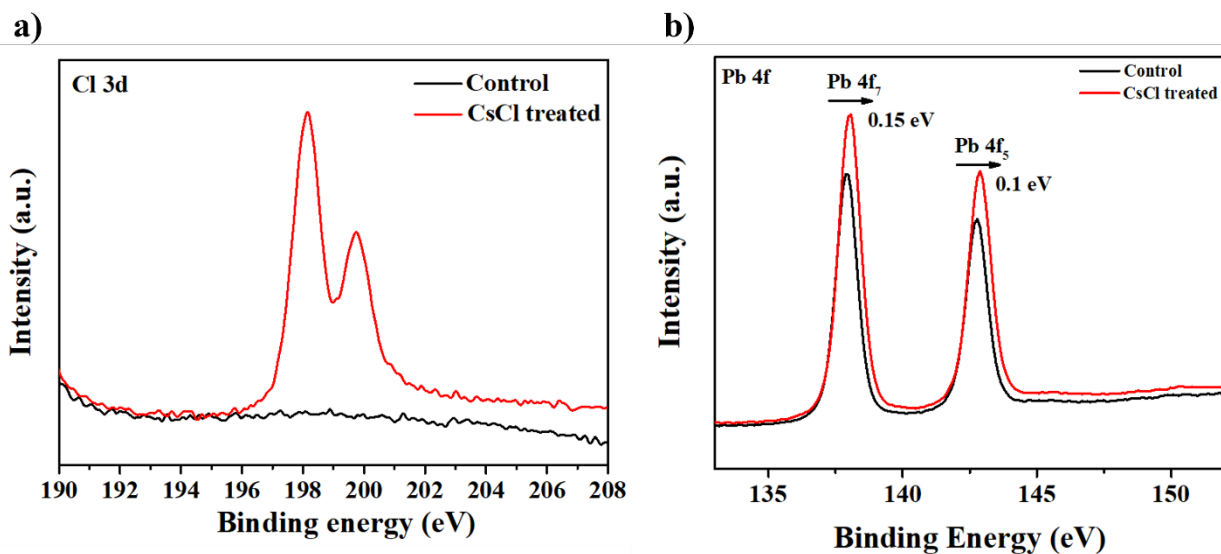 a)
Cl 3d
Control
CsCl treated
Intensity (a.u.)
190 192 194 196 198 200 202 204 206 208
Binding energy (eV)
b)
Pb 4f
Control
CsCl treated
Pb 4f₇
0.15 eV
Pb 4f₅
0.1 eV
Intensity (a.u.)
135 140 145 150
Binding Energy (eV)